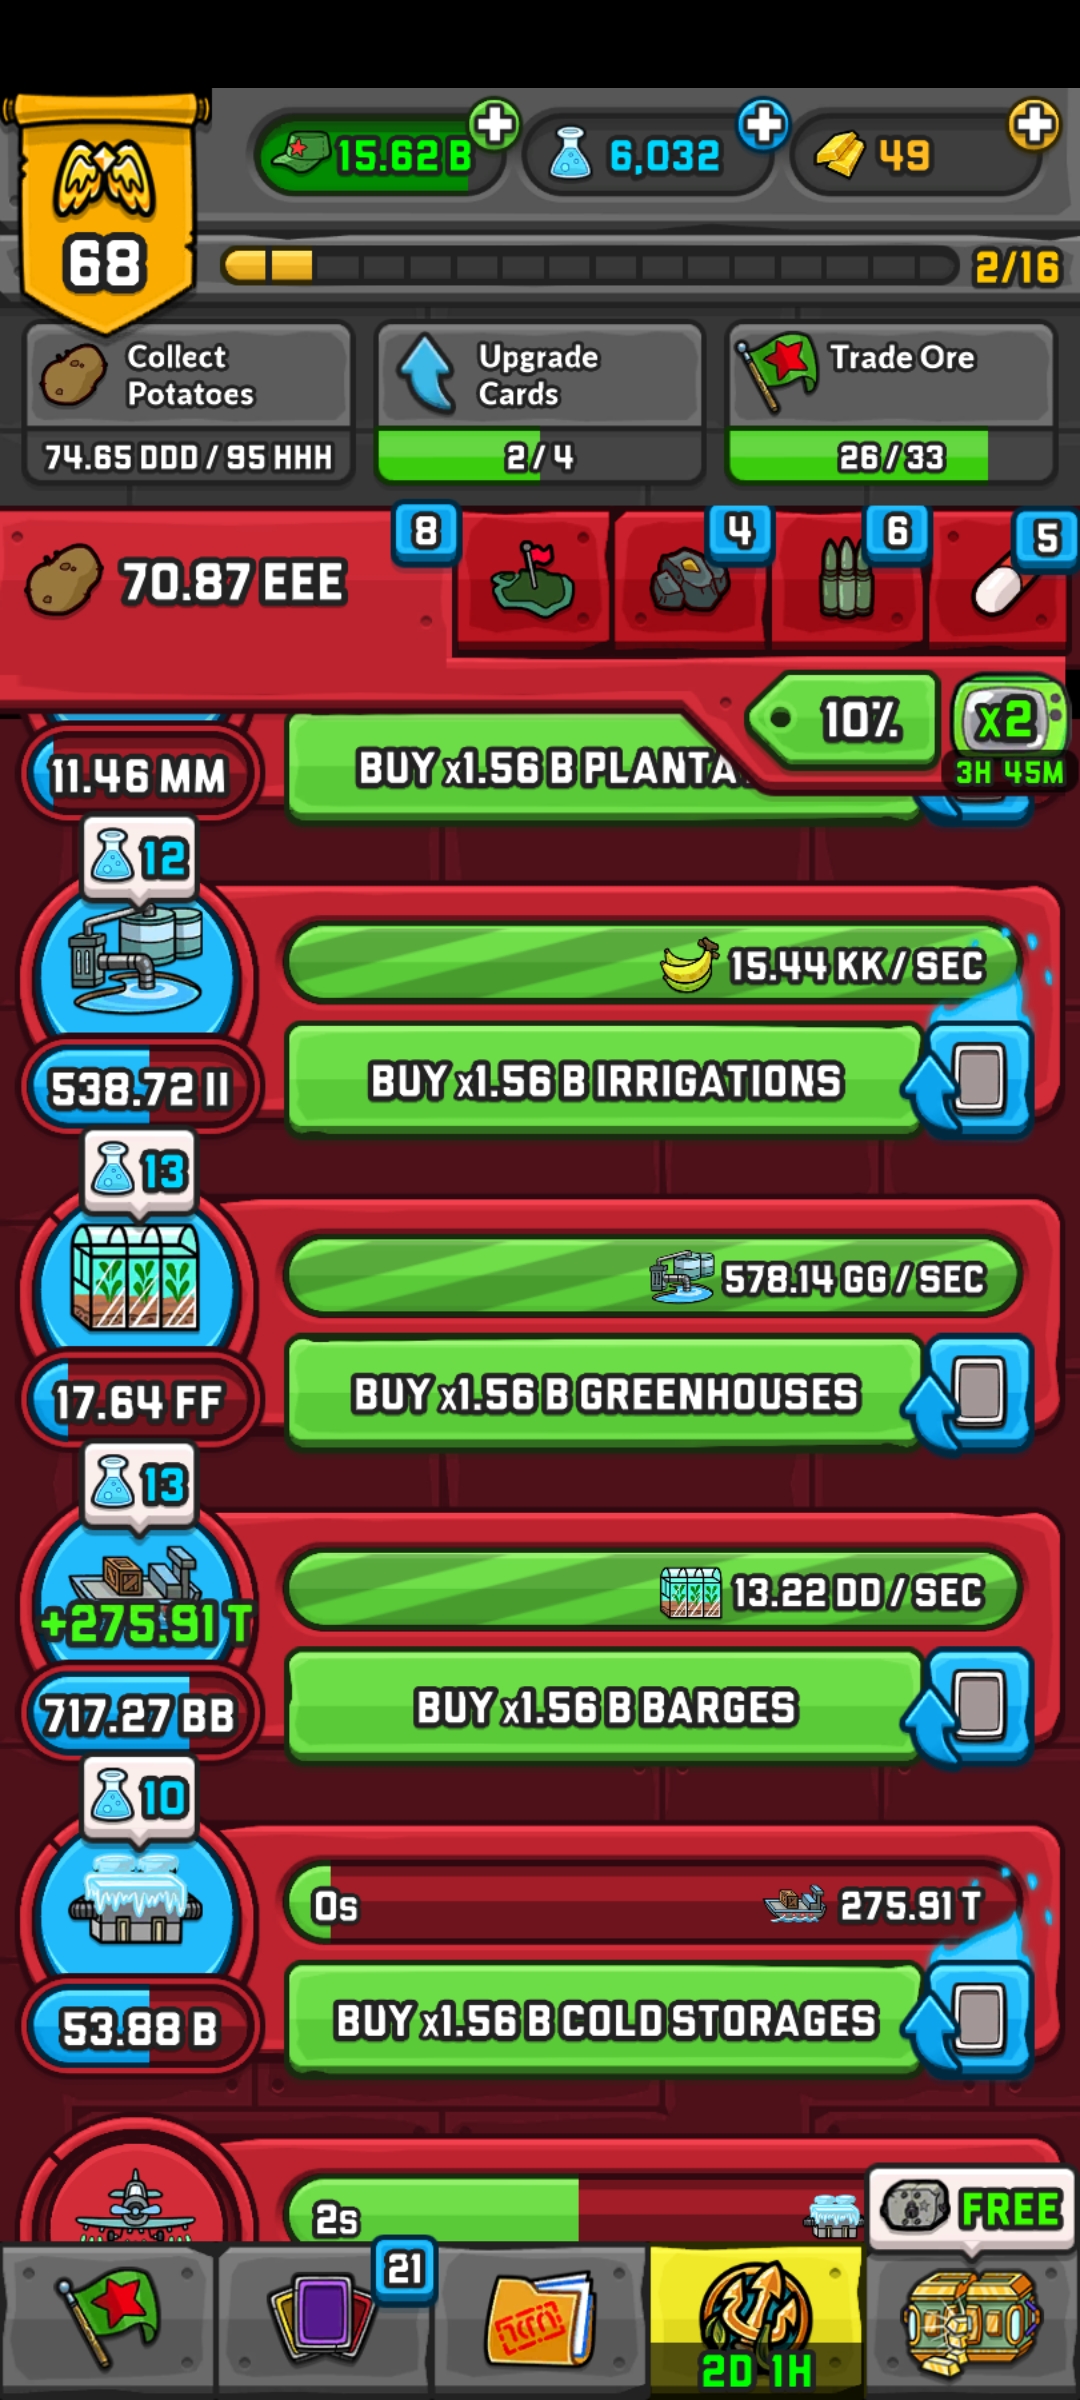 15.62 B
6,032
49
68
2/16
Collect
Potatoes
74.65 DDD / 95 HHH
Upgrade
Cards
2/4
Trade Ore
26/33
70.87 EEE
8
4
6
5
10%
x2
3H 45M
11.46 MM
BUY x1.56 B PLANTA
12
15.44 KK/SEC
538.72 II
BUY x1.56 B IRRIGATIONS
13
578.14 GG/SEC
17.64 FF
BUY x1.56 B GREENHOUSES
13
+275.91 T
13.22 DD/SEC
717.27 BB
BUY x1.56 B BARGES
10
0s
275.91 T
53.88 B
BUY x1.56 B COLD STORAGES
2s
FREE
21
2D 1H